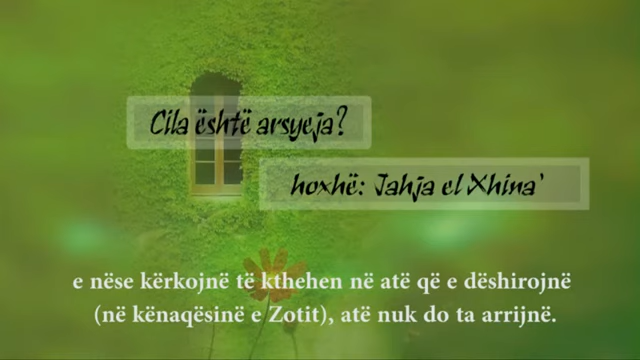 Cila është arsyeja?
hoxhë: Jahja el Xhina'
e nëse kërkojnë të kthehen në atë që e dëshirojnë
(në kënaqësinë e Zotit), atë nuk do ta arrijnë.